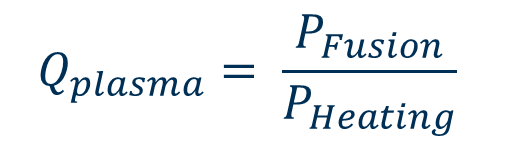 Q_plasma = P_Fusion / P_Heating